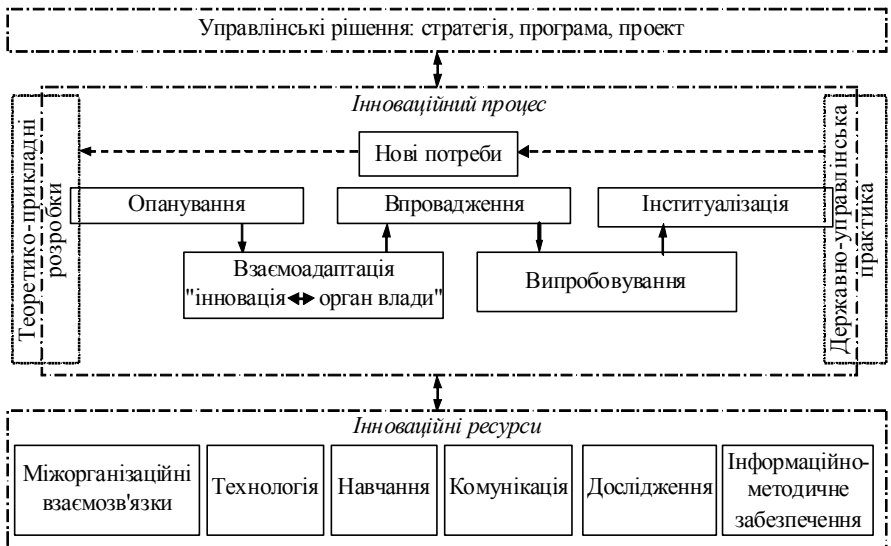 Управлінські рішення: стратегія, програма, проект
Інноваційний процес
Теоретико-прикладні
розробки
Нові потреби
Державно-управлінська
практика
Опанування
Впровадження
Інституалізація
Взаємоадаптація
"інновація↔орган влади"
Випробовування
Інноваційні ресурси
Міжорганізаційні
взаємозв'язки
Технологія
Навчання
Комунікація
Дослідження
Інформаційно-
методичне
забезпечення